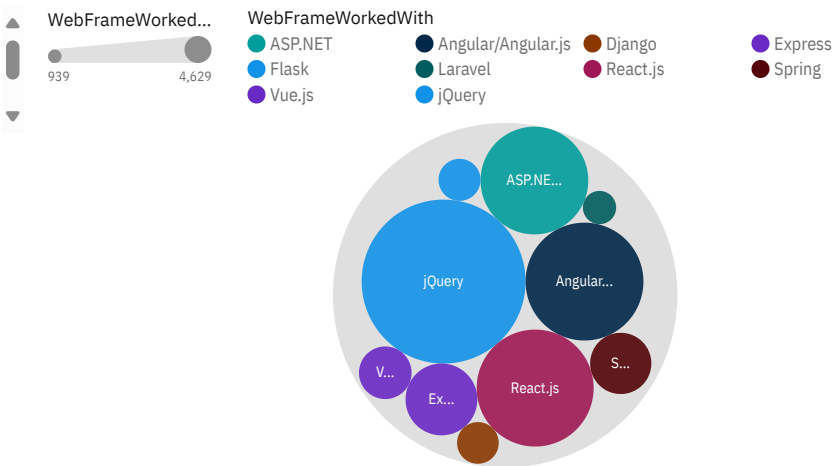 WebFrameWorked...
939 4,629
WebFrameWorkedWith
ASP.NET Angular/Angular.js Django Express
Flask Laravel React.js Spring
Vue.js jQuery
ASP.NE...
jQuery Angular...
V... S...
Ex... React.js